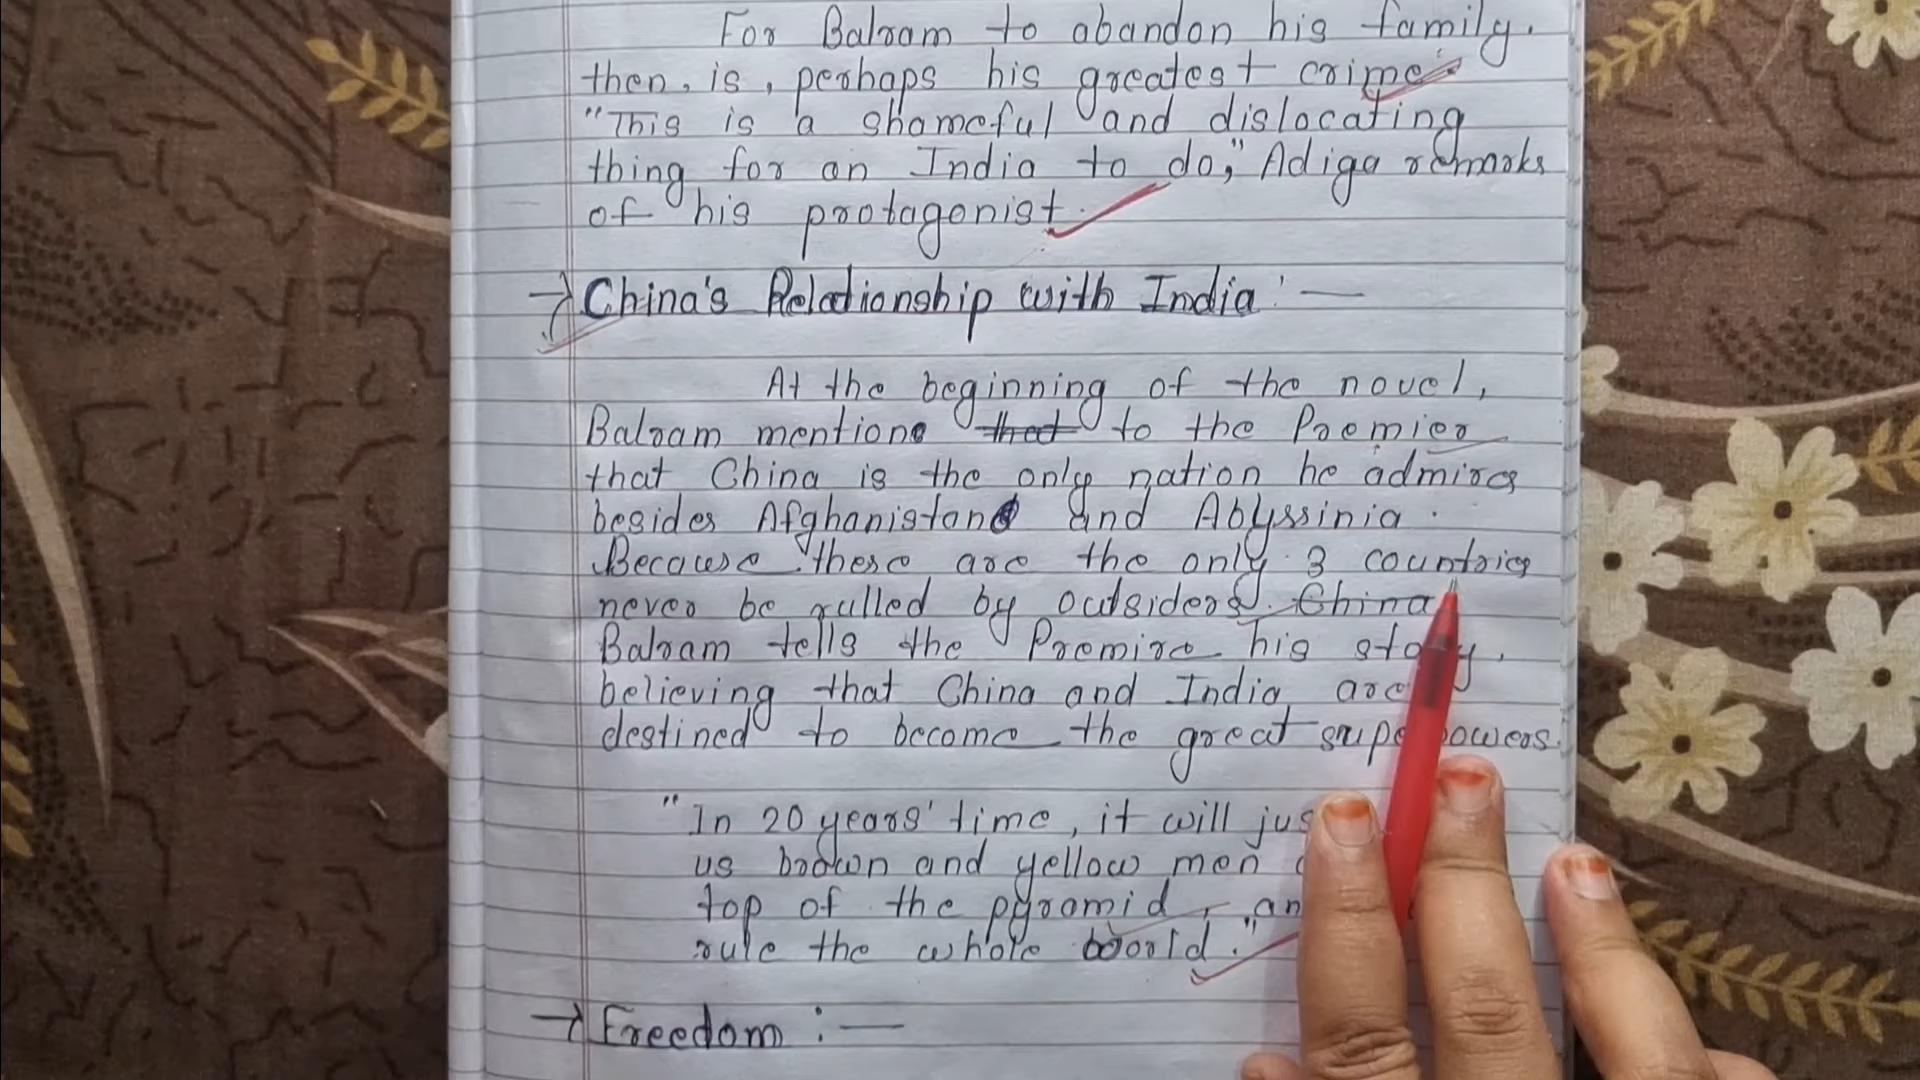 For Balram to abandon his family.
then, is, perhaps his greatest crime
"This is a shameful and dislocating
thing for an India to do," Adiga remarks
of his protagonist.
→ China's Relationship with India :—
At the beginning of the novel,
Balram mentions that to the Premier
that China is the only nation he admires
besides Afghanistan and Abyssinia.
Because these are the only 3 countries
never be rulled by outsiders. China
Balram tells the Premire his story,
believing that China and India are
destined to become the great superpowers.
"In 20 years' time, it will
us brown and yellow men
top of the pyramid,
rule the whole world."
→ Freedom :—